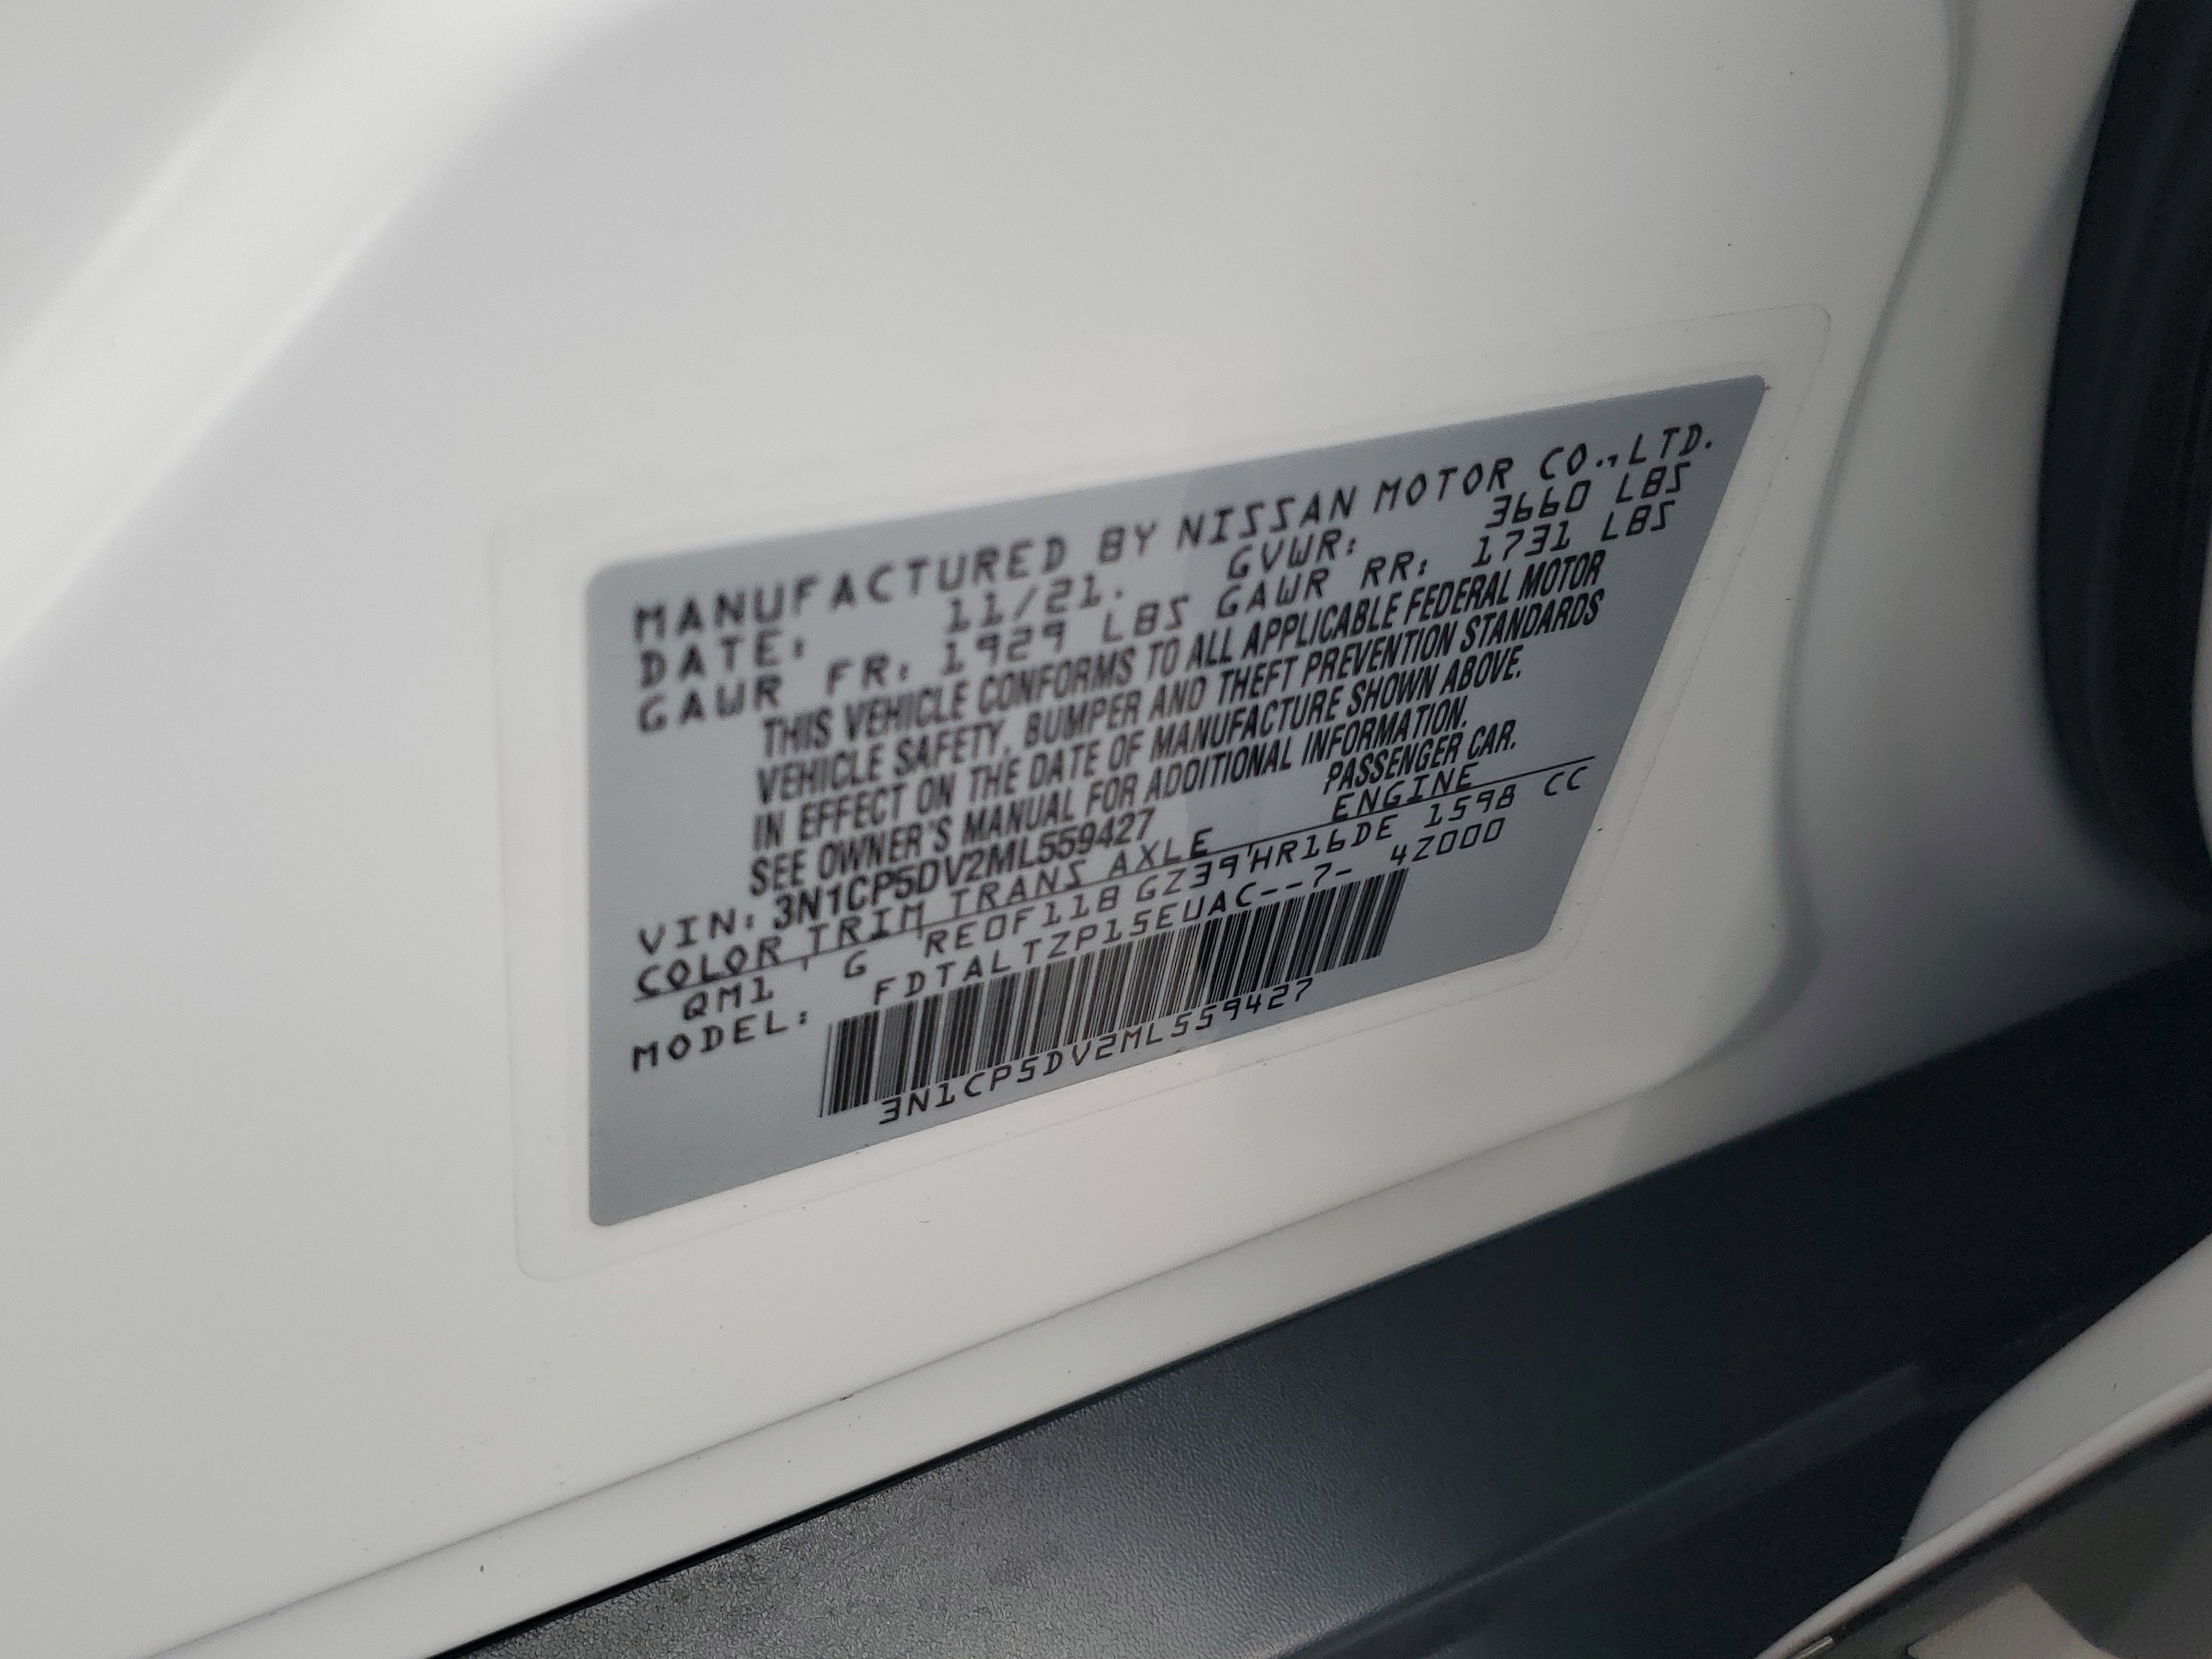 MANUFACTURED BY NISSAN MOTOR CO.,LTD.
DATE: 11/21. GVWR: 3660 LBS
GAWR FR: 1929 LBS GAWR RR: 1731 LBS
THIS VEHICLE CONFORMS TO ALL APPLICABLE FEDERAL MOTOR
VEHICLE SAFETY, BUMPER AND THEFT PREVENTION STANDARDS
IN EFFECT ON THE DATE OF MANUFACTURE SHOWN ABOVE.
SEE OWNER'S MANUAL FOR ADDITIONAL INFORMATION.
VIN: 3N1CP5DV2ML559427 PASSENGER CAR.
COLOR TRIM TRANS AXLE ENGINE
QM1 G RE0F11B GZ39 HR16DE 1598 CC
MODEL: FDTALTZP15EUAC--7- 4Z000
3N1CP5DV2ML559427